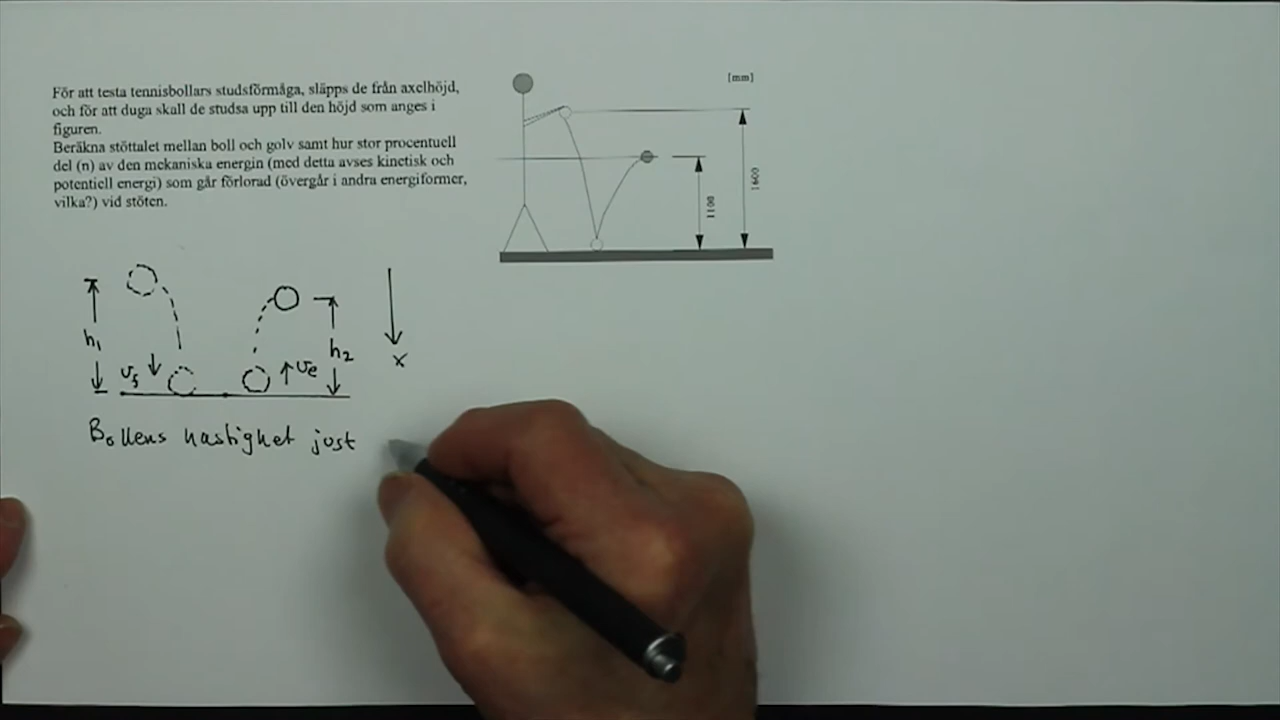 För att testa tennisbollars studsförmåga, släpps de från axelhöjd,
och för att duga skall de studsa upp till den höjd som anges i
figuren.
Beräkna stöttalet mellan boll och golv samt hur stor procentuell
del (n) av den mekaniska energin (med detta avses kinetisk och
potentiell energi) som går förlorad (övergår i andra energiformer,
vilka?) vid stöten.
[mm]
1600
1100
h₁
h₂
v_f
v_e
x
Bollens hastighet just